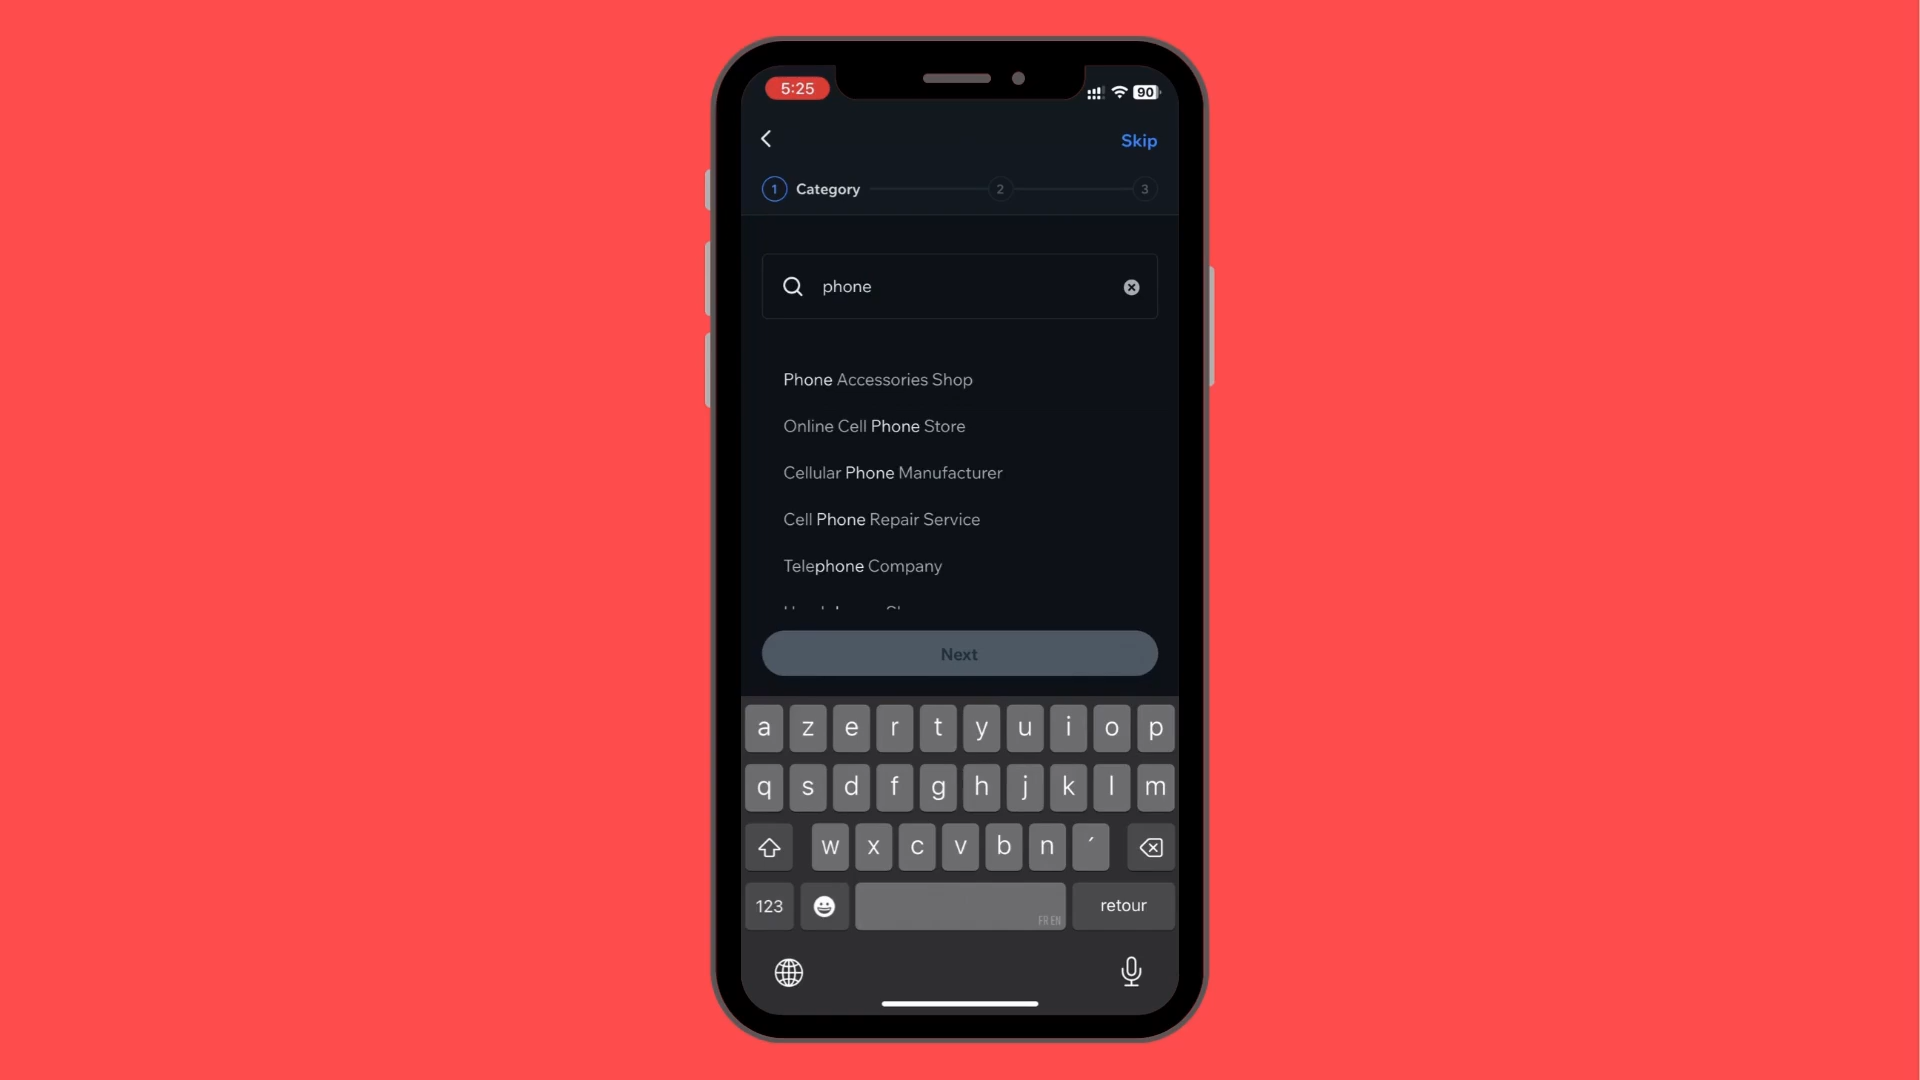 5:25
90
Skip
1 Category 2 3
phone
Phone Accessories Shop
Online Cell Phone Store
Cellular Phone Manufacturer
Cell Phone Repair Service
Telephone Company
Next
a z e r t y u i o p
q s d f g h j k l m
w x c v b n ´
123 FR EN retour